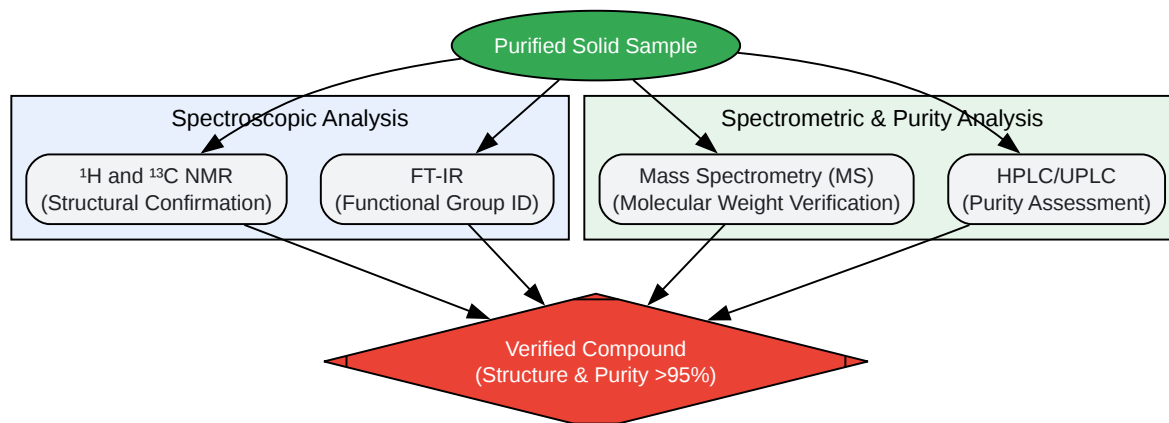 Purified Solid Sample
Spectroscopic Analysis
Spectrometric & Purity Analysis
¹H and ¹³C NMR
(Structural Confirmation)
FT-IR
(Functional Group ID)
Mass Spectrometry (MS)
(Molecular Weight Verification)
HPLC/UPLC
(Purity Assessment)
Verified Compound
(Structure & Purity >95%)